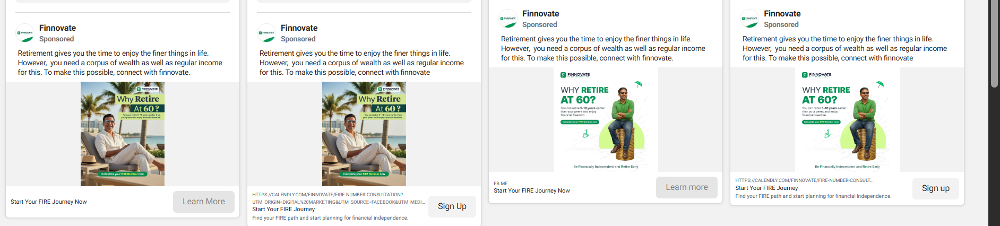 Finnovate
Sponsored
Retirement gives you the time to enjoy the finer things in life.
However,  you need a corpus of wealth as well as regular income
for this. To make this possible, connect with finnovate.
FINNOVATE
Why Retire
At 60?
You can retire 5-10 years earlier than
your peers and enjoy financial freedom
Calculate your FIRE Number now
Start Your FIRE Journey Now
Learn More
Finnovate
Sponsored
Retirement gives you the time to enjoy the finer things in life.
However,  you need a corpus of wealth as well as regular income
for this. To make this possible, connect with finnovate
FINNOVATE
Why Retire
At 60?
You can retire 5-10 years earlier than
your peers and enjoy financial freedom
Calculate your FIRE Number now
HTTPS://CALENDLY.COM/FINNOVATE/FIRE-NUMBER-CONSULTATION?
UTM_ORIGIN=DIGITAL%20MARKETING&UTM_SOURCE=FACEBOOK&UTM_MEDI...
Start Your FIRE Journey
Find your FIRE path and start planning for financial independence.
Sign Up
Finnovate
Sponsored
Retirement gives you the time to enjoy the finer things in life.
However,  you need a corpus of wealth as well as regular income
for this. To make this possible, connect with finnovate.
FINNOVATE
WHY RETIRE
AT 60?
You can retire 5-10 years earlier
than your peers and enjoy
financial freedom
Calculate your FIRE Number now
Be Financially Independent and Retire Early
FB.ME
Start Your FIRE Journey Now
Learn more
Finnovate
Sponsored
Retirement gives you the time to enjoy the finer things in life.
However,  you need a corpus of wealth as well as regular income
for this. To make this possible, connect with finnovate
FINNOVATE
WHY RETIRE
AT 60?
You can retire 5-10 years earlier
than your peers and enjoy
financial freedom
Calculate your FIRE Number now
Be Financially Independent and Retire Early
HTTPS://CALENDLY.COM/FINNOVATE/FIRE-NUMBER-CONSULT...
Start Your FIRE Journey
Find your FIRE path and start planning for financial independence.
Sign up